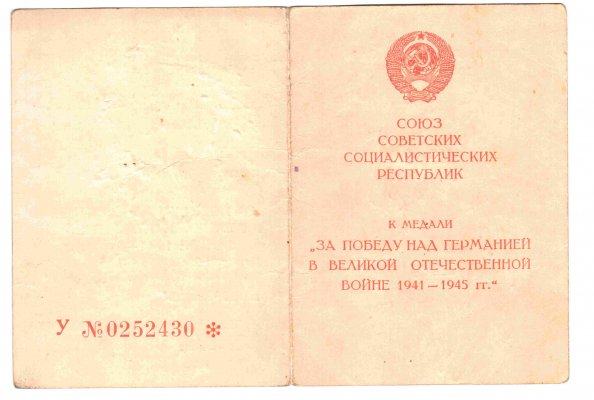 У №0252430 *
СОЮЗ
СОВЕТСКИХ
СОЦИАЛИСТИЧЕСКИХ
РЕСПУБЛИК
К МЕДАЛИ
„ЗА ПОБЕДУ НАД ГЕРМАНИЕЙ
В ВЕЛИКОЙ ОТЕЧЕСТВЕННОЙ
ВОЙНЕ 1941—1945 гг.“